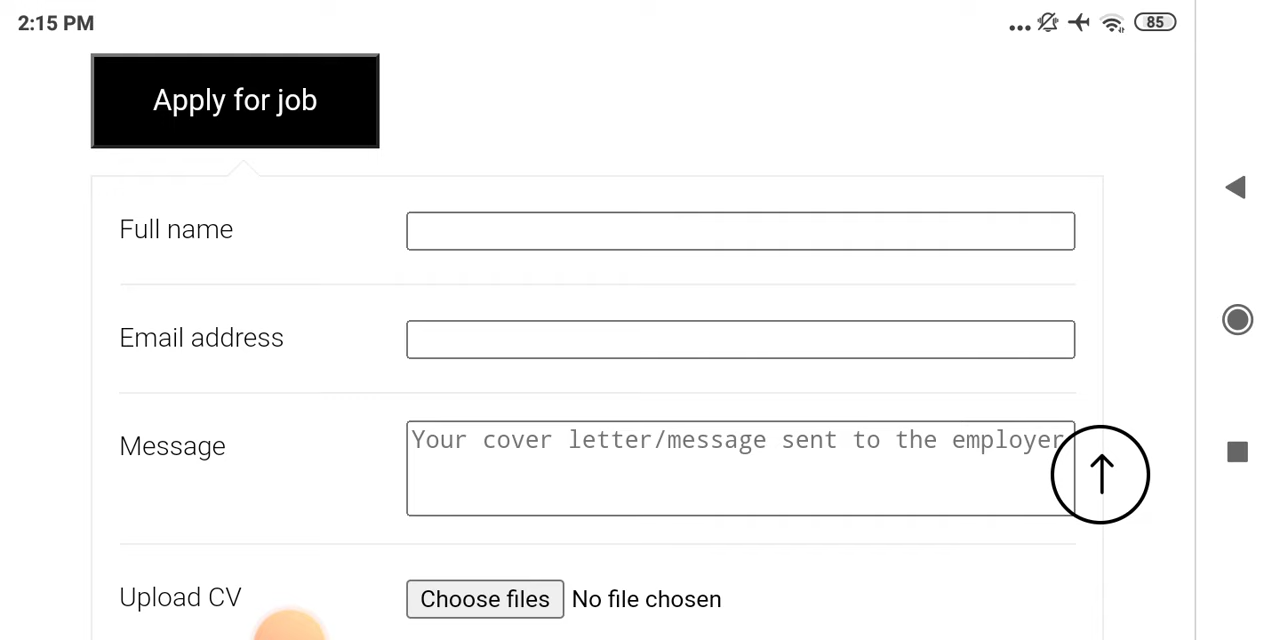 2:15 PM
85
Apply for job
Full name
Email address
Message
Your cover letter/message sent to the employer
Upload CV
Choose files No file chosen